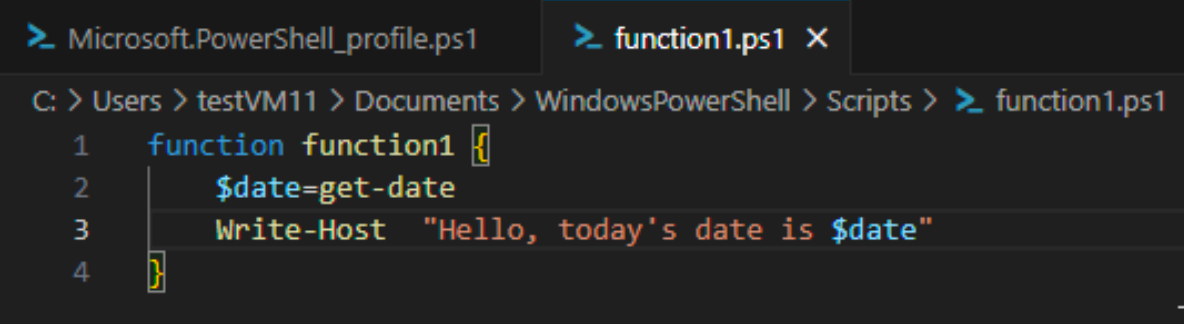 Microsoft.PowerShell_profile.ps1 function1.ps1
C: > Users > testVM11 > Documents > WindowsPowerShell > Scripts > function1.ps1
1 function function1 {
2 $date=get-date
3 Write-Host  "Hello, today's date is $date"
4 }